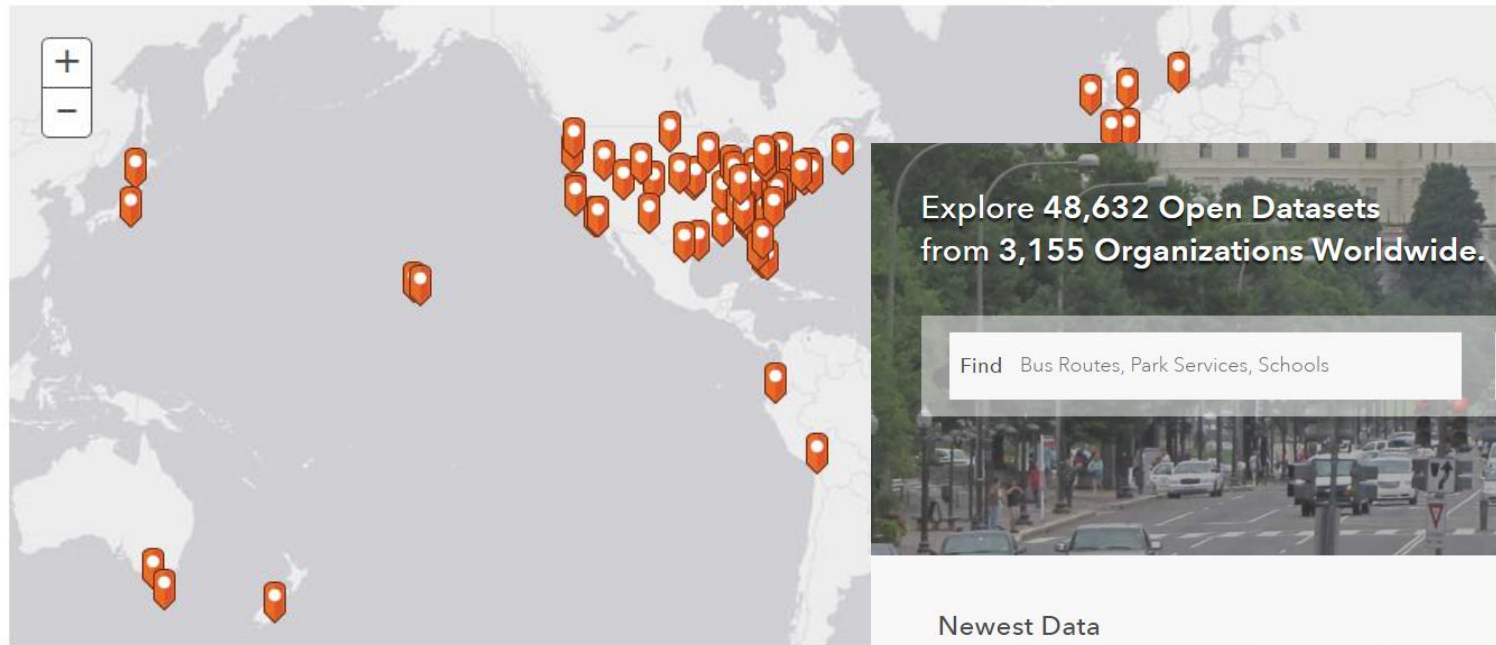 +
−
Explore 48,632 Open Datasets
from 3,155 Organizations Worldwide.
Find Bus Routes, Park Services, Schools
Newest Data